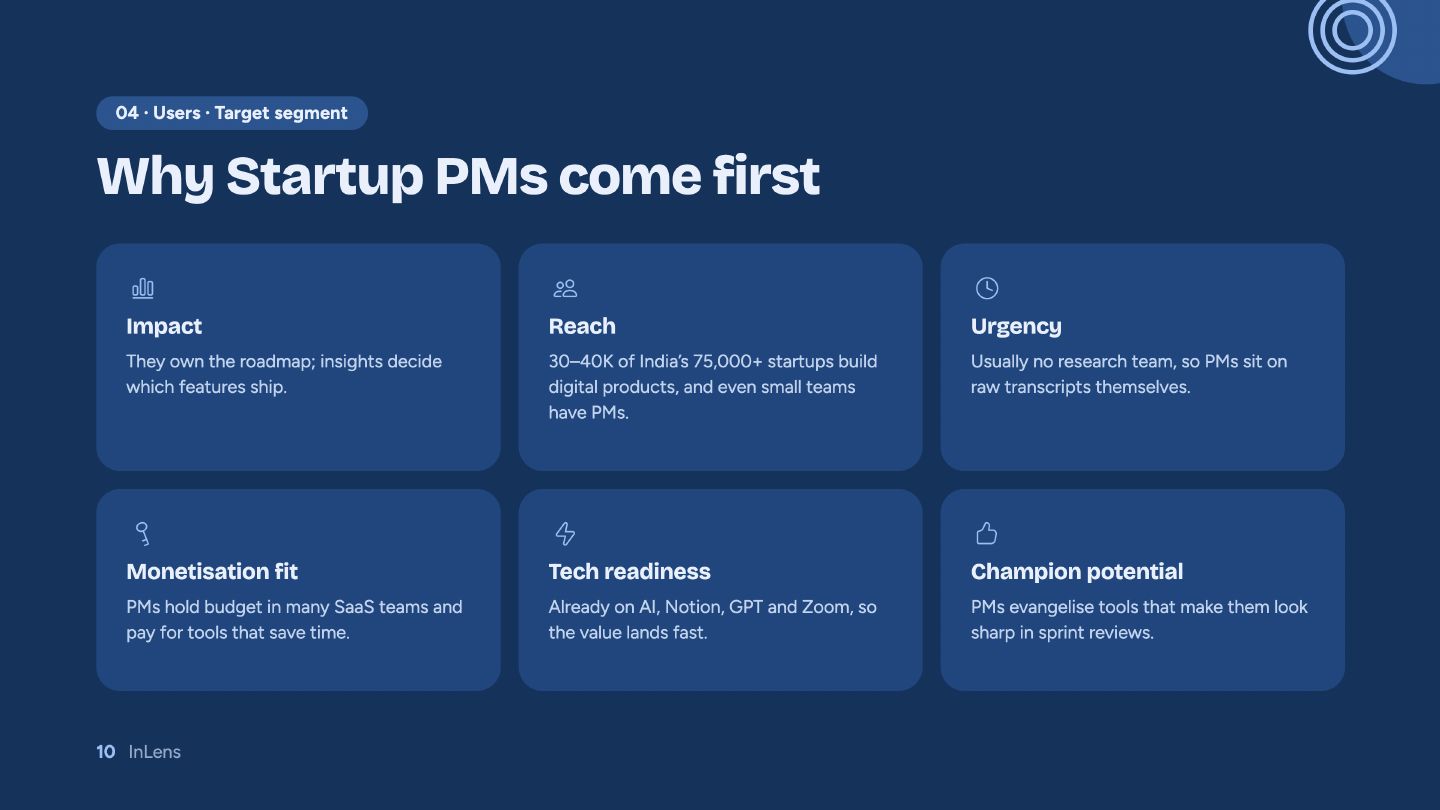 04 · Users · Target segment
Why Startup PMs come first
Impact
They own the roadmap; insights decide
which features ship.
Reach
30–40K of India’s 75,000+ startups build
digital products, and even small teams
have PMs.
Urgency
Usually no research team, so PMs sit on
raw transcripts themselves.
Monetisation fit
PMs hold budget in many SaaS teams and
pay for tools that save time.
Tech readiness
Already on AI, Notion, GPT and Zoom, so
the value lands fast.
Champion potential
PMs evangelise tools that make them look
sharp in sprint reviews.
10 InLens